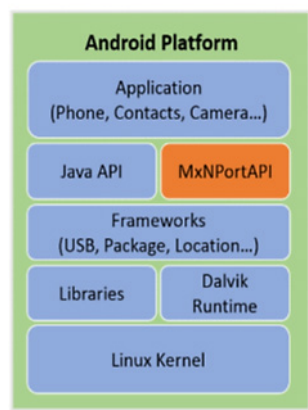 Android Platform
Application
(Phone, Contacts, Camera...)
Java API
MxNPortAPI
Frameworks
(USB, Package, Location...)
Libraries
Dalvik
Runtime
Linux Kernel